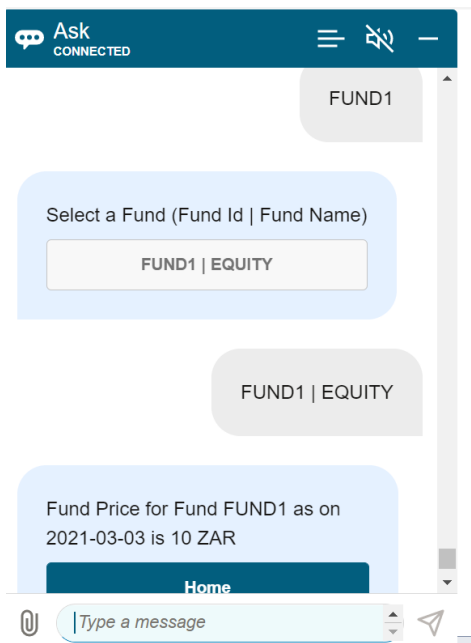 Ask
CONNECTED
FUND1
Select a Fund (Fund Id | Fund Name)
FUND1 | EQUITY
FUND1 | EQUITY
Fund Price for Fund FUND1 as on
2021-03-03 is 10 ZAR
Home
Type a message